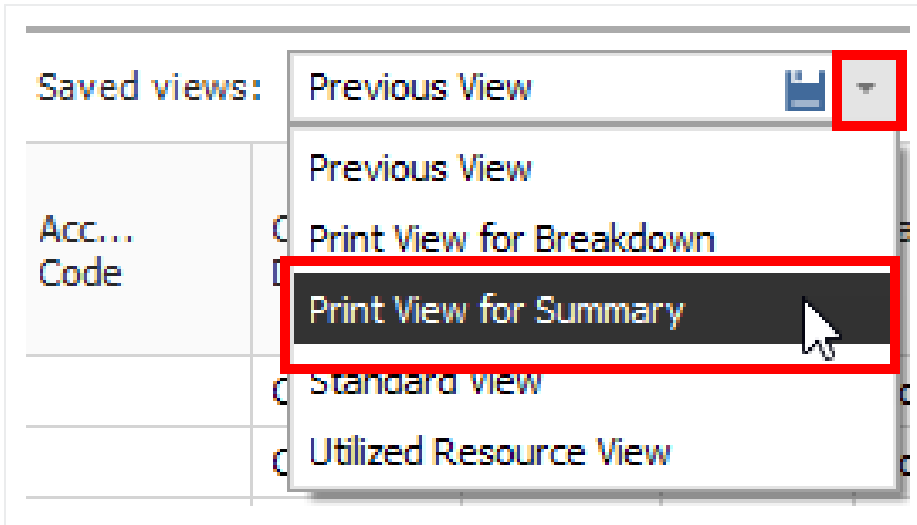 Saved views: Previous View
Previous View
Acc...
Code
Print View for Breakdown
Print View for Summary
Standard View
Utilized Resource View